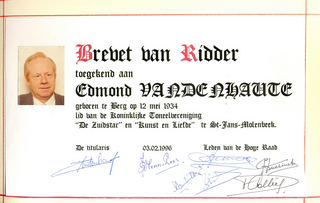 Brevet van Ridder
toegekend aan
Edmond VANDENHAUTE
geboren te Berg op 12 mei 1934
lid van de Koninklijke Toneelvereniging
"De Zuidstar" en "Kunst en Liefde" te St-Jans-Molenbeek.
De titularis 03.02.1996 Leden van de Hoge Raad